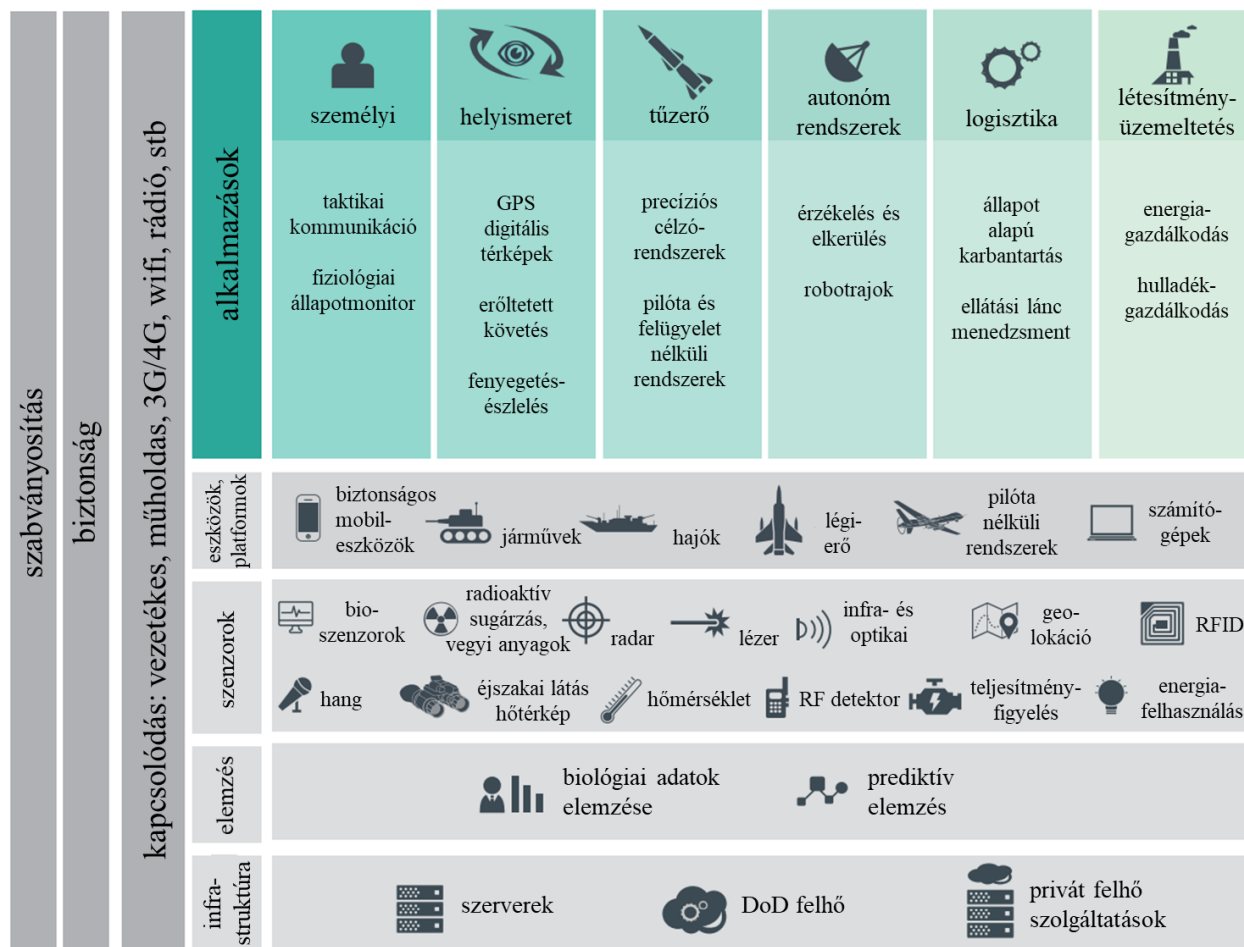 szabványosítás
biztonság
kapcsolódás: vezetékes, műholdas, 3G/4G, wifi, rádió, stb
alkalmazások
személyi
taktikai
kommunikáció
fiziológiai
állapotmonitor
helyismeret
GPS
digitális
térképek
erőltetett
követés
fenyegetés-
észlelés
tűzerő
precíziós
célzó-
rendszerek
pilóta és
felügyelet
nélküli
rendszerek
autonóm
rendszerek
érzékelés és
elkerülés
robotrajok
logisztika
állapot
alapú
karbantartás
ellátási lánc
menedzsment
létesítmény-
üzemeltetés
energia-
gazdálkodás
hulladék-
gazdálkodás
eszközök,
platformok
biztonságos
mobil-
eszközök
járművek
hajók
légi-
erő
pilóta
nélküli
rendszerek
számító-
gépek
szenzorok
bio-
szenzorok
radioaktív
sugárzás,
vegyi anyagok
radar
lézer
infra- és
optikai
geo-
lokáció
RFID
hang
éjszakai látás
hőtérkép
hőmérséklet
RF detektor
teljesítmény-
figyelés
energia-
felhasználás
elemzés
biológiai adatok
elemzése
prediktív
elemzés
infra-
struktúra
szerverek
DoD felhő
privát felhő
szolgáltatások